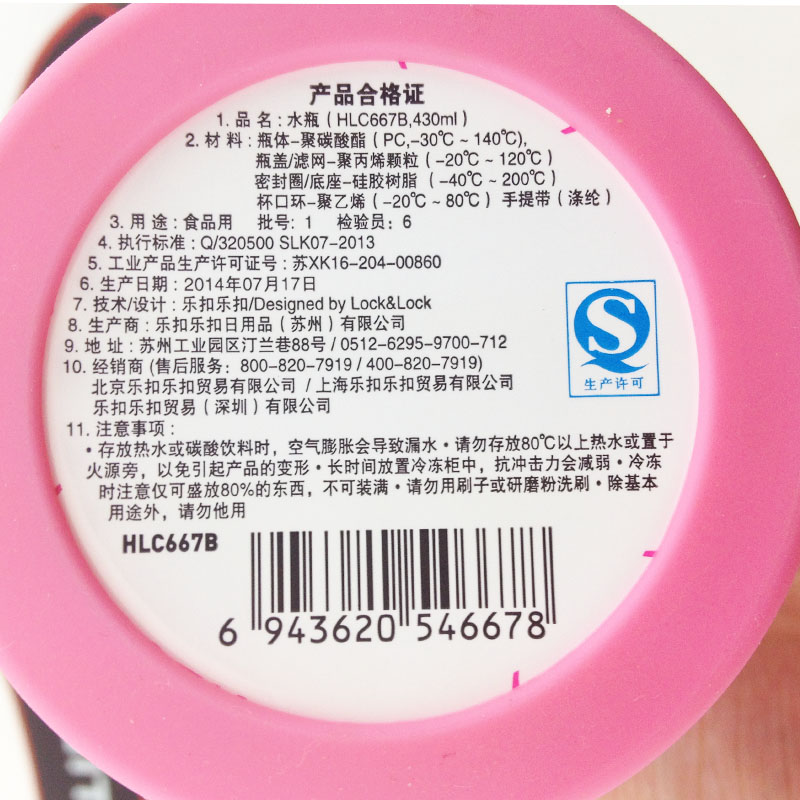 产品合格证
1. 品 名 : 水瓶 ( HLC667B,430ml )
2. 材 料 : 瓶体–聚碳酸酯 ( PC,-30℃ ~ 140℃),
瓶盖/滤网–聚丙烯颗粒 ( -20℃ ~ 120℃ )
密封圈/底座–硅胶树脂 ( -40℃ ~ 200℃ )
杯口环–聚乙烯 ( -20℃ ~ 80℃ ) 手提带 ( 涤纶 )
3. 用 途 : 食品用 批号: 1 检验员: 6
4. 执行标准 : Q/320500 SLK07-2013
5. 工业产品生产许可证号 : 苏XK16-204-00860
6. 生产日期 : 2014年07月17日
7. 技术/设计 : 乐扣乐扣/Designed by Lock&Lock
8. 生产商 : 乐扣乐扣日用品 ( 苏州 ) 有限公司
9. 地 址 : 苏州工业园区汀兰巷88号 / 0512-6295-9700-712
10. 经销商 (售后服务: 800-820-7919 / 400-820-7919)
北京乐扣乐扣贸易有限公司 / 上海乐扣乐扣贸易有限公司
乐扣乐扣贸易 ( 深圳 ) 有限公司
11. 注意事项 :
• 存放热水或碳酸饮料时, 空气膨胀会导致漏水 • 请勿存放80℃以上热水或置于
火源旁, 以免引起产品的变形 • 长时间放置冷冻柜中, 抗冲击力会减弱 • 冷冻
时注意仅可盛放80%的东西, 不可装满 • 请勿用刷子或研磨粉洗刷 • 除基本
用途外, 请勿他用
S
生产许可
HLC667B
6 943620 546678